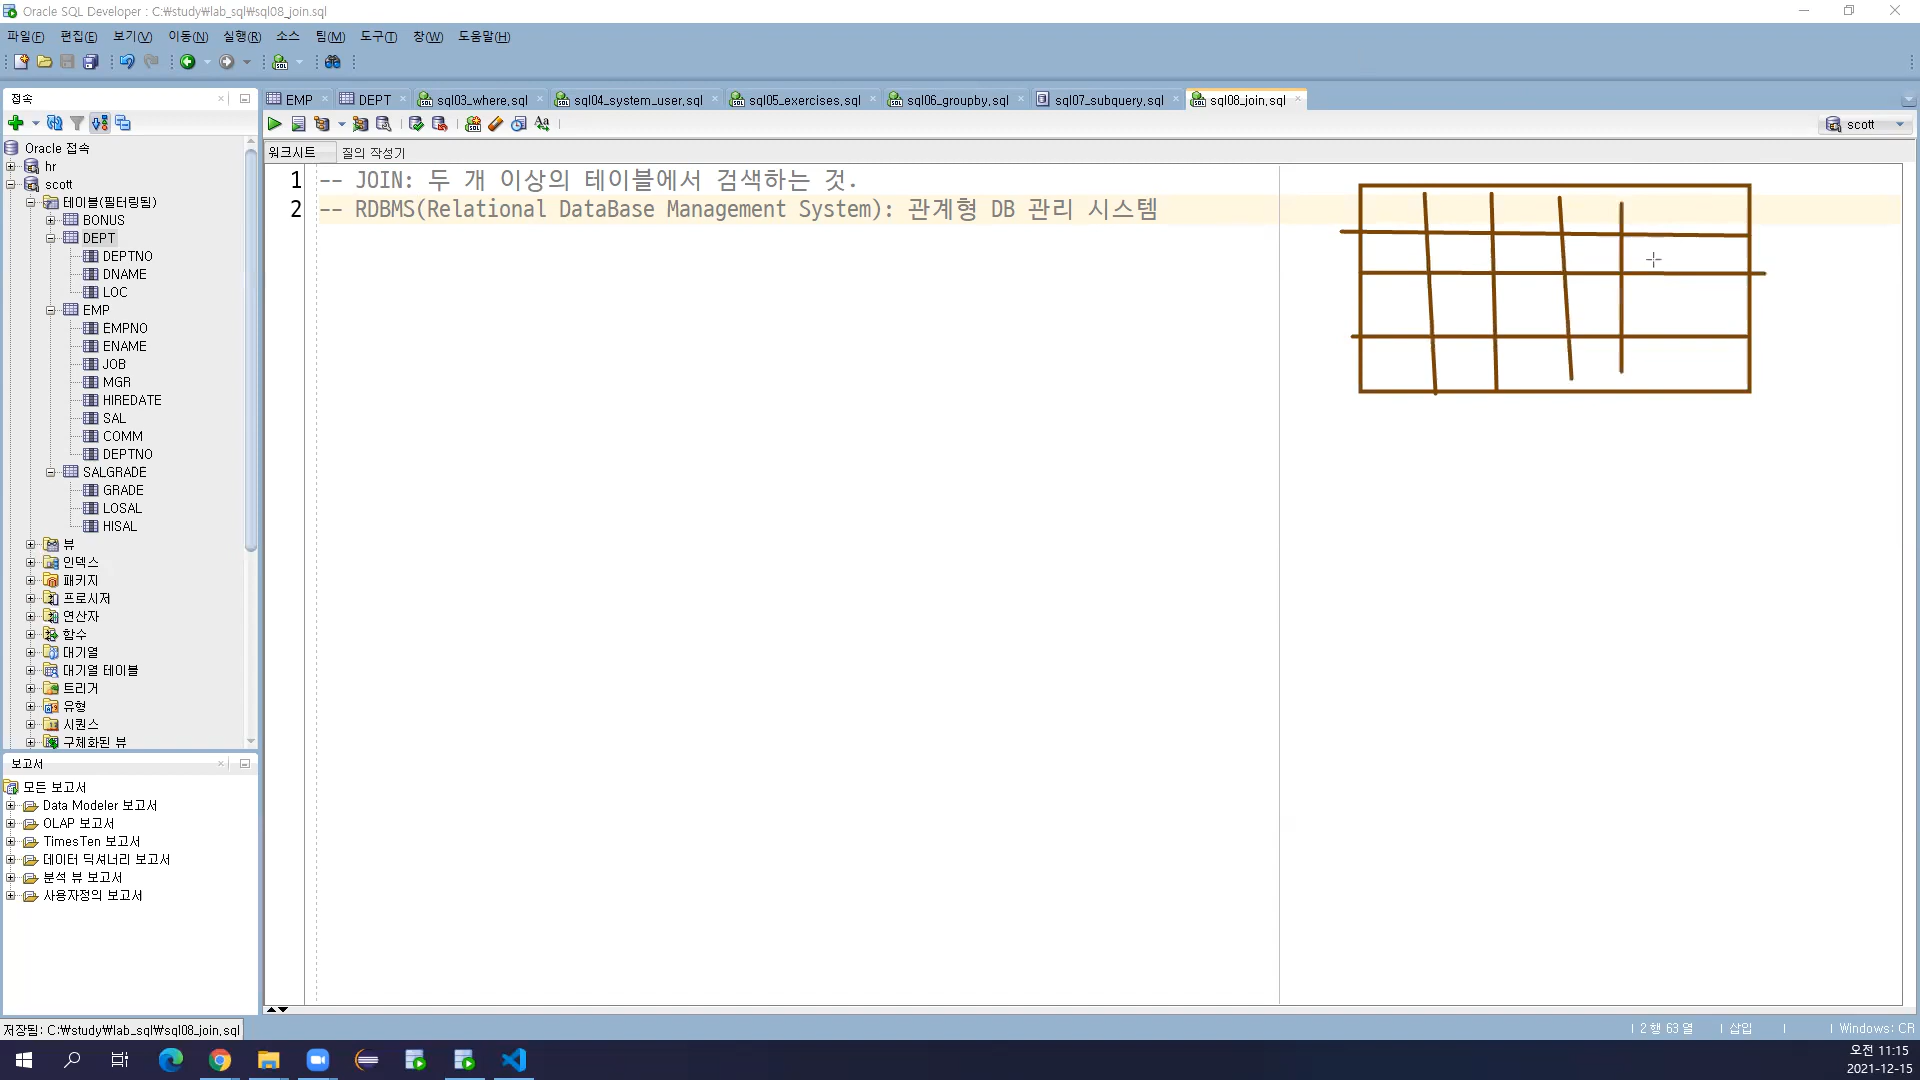 Oracle SQL Developer : C:₩study₩lab_sql₩sql08_join.sql
파일(F) 편집(E) 보기(V) 이동(N) 실행(R) 소스 팀(M) 도구(T) 창(W) 도움말(H)
접속
EMP DEPT sql03_where.sql sql04_system_user.sql sql05_exercises.sql sql06_groupby.sql sql07_subquery.sql sql08_join.sql
scott
워크시트 질의 작성기
Oracle 접속
hr
scott
테이블(필터링됨)
BONUS
DEPT
DEPTNO
DNAME
LOC
EMP
EMPNO
ENAME
JOB
MGR
HIREDATE
SAL
COMM
DEPTNO
SALGRADE
GRADE
LOSAL
HISAL
뷰
인덱스
패키지
프로시저
연산자
함수
대기열
대기열 테이블
트리거
유형
시퀀스
구체화된 뷰
1 -- JOIN: 두 개 이상의 테이블에서 검색하는 것.
2 -- RDBMS(Relational DataBase Management System): 관계형 DB 관리 시스템
보고서
모든 보고서
Data Modeler 보고서
OLAP 보고서
TimesTen 보고서
데이터 딕셔너리 보고서
분석 뷰 보고서
사용자정의 보고서
저장됨: C:₩study₩lab_sql₩sql08_join.sql
2 행 63 열 삽입 Windows: CR
오전 11:15
2021-12-15